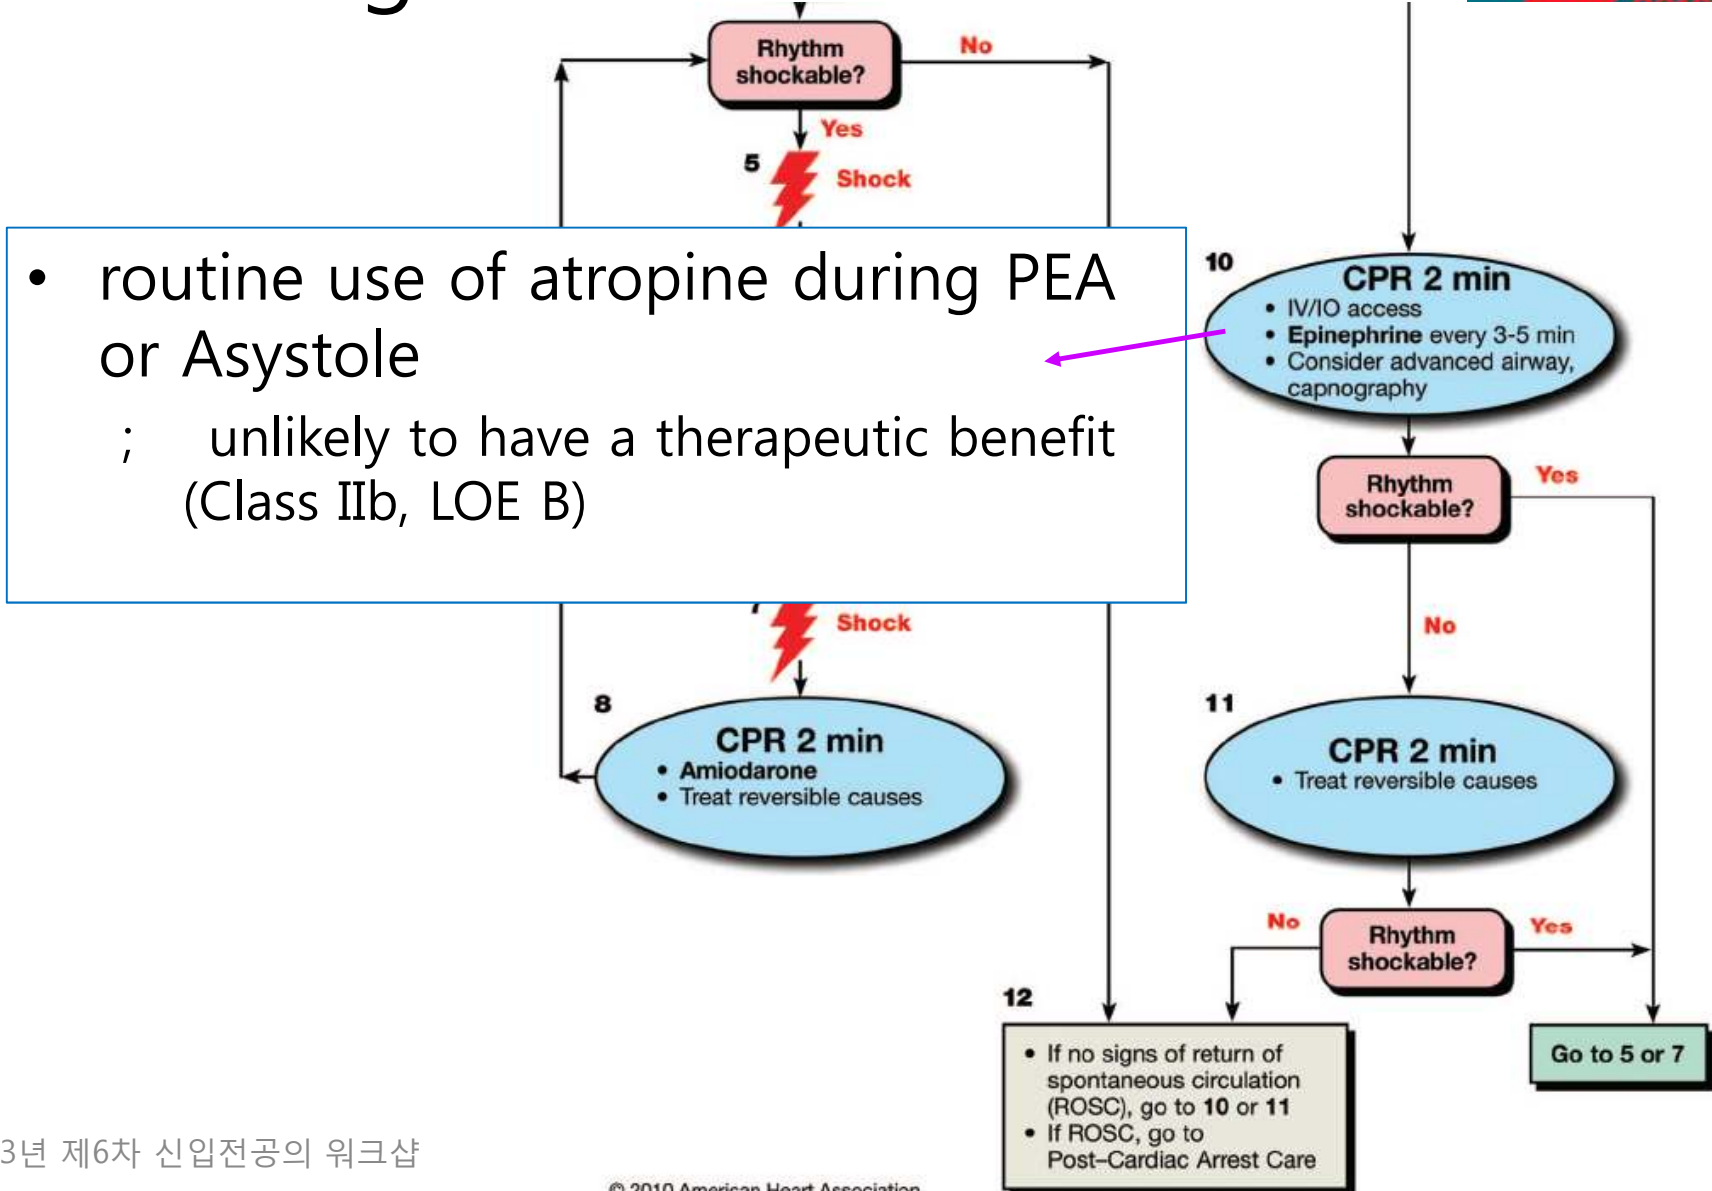 Rhythm
shockable?
No
Yes
5
Shock
• routine use of atropine during PEA
or Asystole
; unlikely to have a therapeutic benefit
(Class IIb, LOE B)
10
CPR 2 min
• IV/IO access
• Epinephrine every 3-5 min
• Consider advanced airway,
capnography
Rhythm
shockable?
Yes
No
Shock
8
CPR 2 min
• Amiodarone
• Treat reversible causes
11
CPR 2 min
• Treat reversible causes
No
Rhythm
shockable?
Yes
12
• If no signs of return of
spontaneous circulation
(ROSC), go to 10 or 11
• If ROSC, go to
Post–Cardiac Arrest Care
Go to 5 or 7
3년 제6차 신입전공의 워크샵
© 2010 American Heart Association